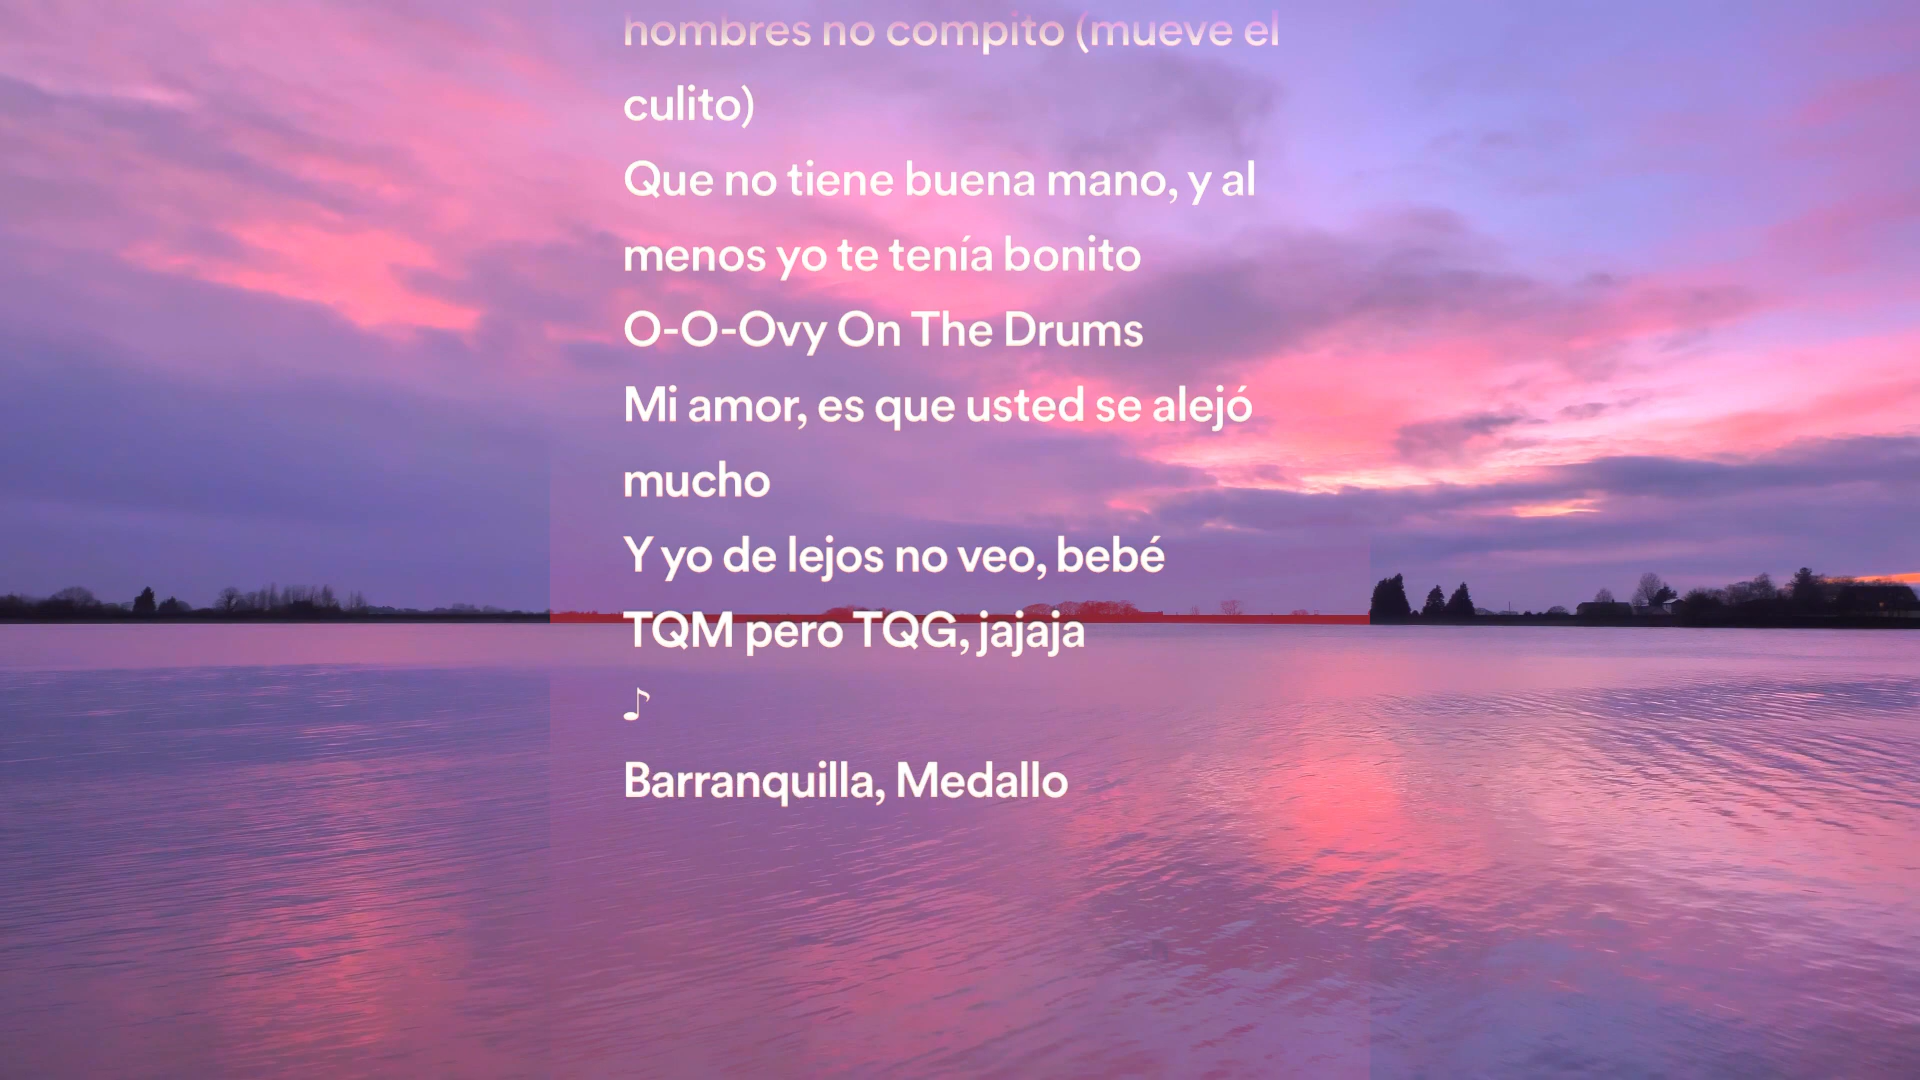 hombres no compito (mueve el
culito)
Que no tiene buena mano, y al
menos yo te tenía bonito
O-O-Ovy On The Drums
Mi amor, es que usted se alejó
mucho
Y yo de lejos no veo, bebé
TQM pero TQG, jajaja
♪
Barranquilla, Medallo